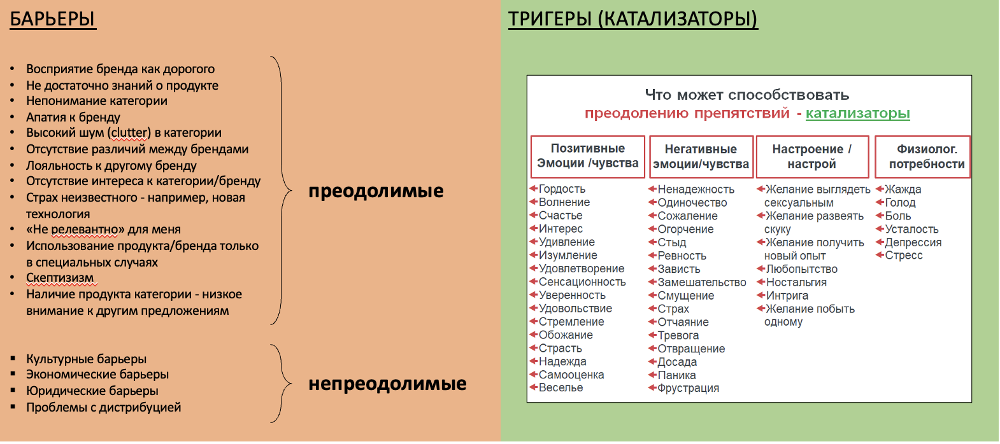 БАРЬЕРЫ
• Восприятие бренда как дорогого
• Не достаточно знаний о продукте
• Непонимание категории
• Апатия к бренду
• Высокий шум (clutter) в категории
• Отсутствие различий между брендами
• Лояльность к другому бренду
• Отсутствие интереса к категории/бренду
• Страх неизвестного - например, новая
технология
• «Не релевантно» для меня
• Использование продукта/бренда только
в специальных случаях
• Скептизизм
• Наличие продукта категории - низкое
внимание к другим предложениям
преодолимые
▪ Культурные барьеры
▪ Экономические барьеры
▪ Юридические барьеры
▪ Проблемы с дистрибуцией
непреодолимые
ТРИГЕРЫ (КАТАЛИЗАТОРЫ)
Что может способствовать
преодолению препятствий - катализаторы
Позитивные
Эмоции /чувства
Гордость
Волнение
Счастье
Интерес
Удивление
Изумление
Удовлетворение
Сенсационность
Уверенность
Удовольствие
Стремление
Обожание
Страсть
Надежда
Самооценка
Веселье
Негативные
эмоции/чувства
Ненадежность
Одиночество
Сожаление
Огорчение
Стыд
Ревность
Зависть
Замешательство
Смущение
Страх
Отчаяние
Тревога
Отвращение
Досада
Паника
Фрустрация
Настроение /
настрой
Желание выглядеть
сексуальным
Желание развеять
скуку
Желание получить
новый опыт
Любопытство
Ностальгия
Интрига
Желание побыть
одному
Физиолог.
потребности
Жажда
Голод
Боль
Усталость
Депрессия
Стресс